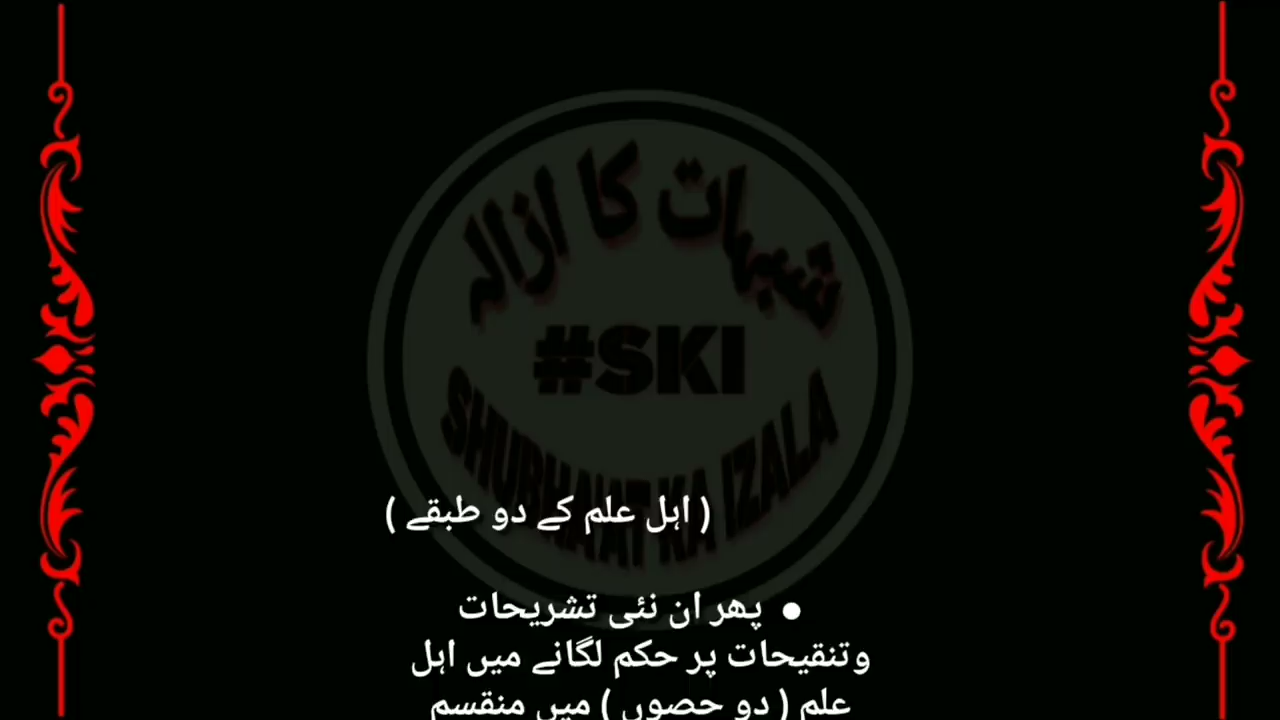 شبہات کا ازالہ
#SKI
SHUBHAAT KA IZALA
( اہل علم کے دو طبقے )
● پھر ان نئی تشریحات
وتنقیحات پر حکم لگانے میں اہل
علم ( دو حصوں ) میں منقسم